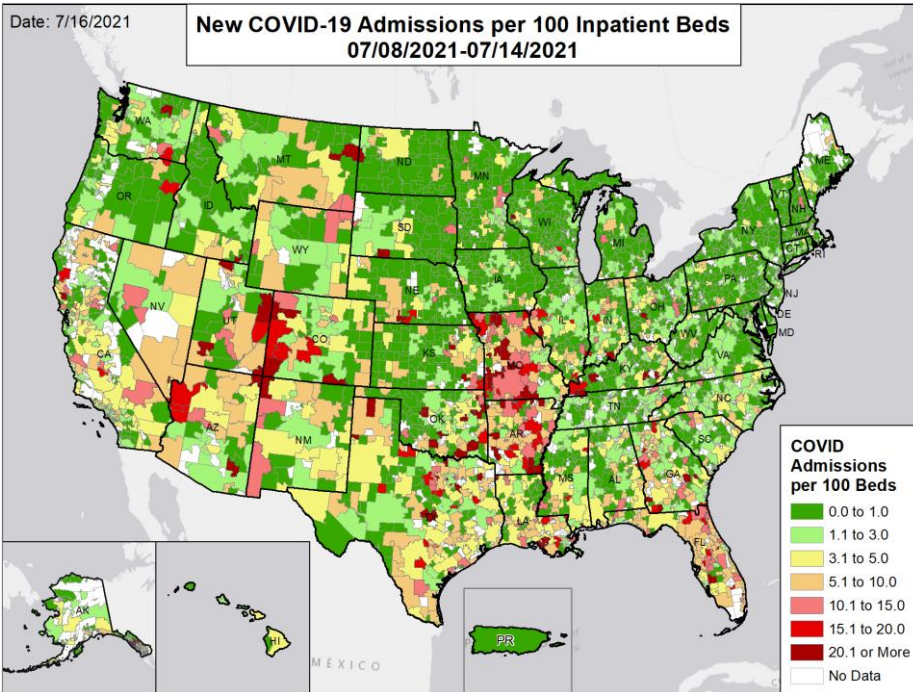 Date: 7/16/2021
New COVID-19 Admissions per 100 Inpatient Beds
07/08/2021-07/14/2021
WA
MT
ND
MN
ME
OR
ID
WY
SD
WI
MI
VT
NH
NY
MA
CT
RI
NV
UT
CO
NE
IA
IL
IN
OH
PA
NJ
DE
MD
CA
KS
MO
KY
WV
VA
AZ
NM
OK
AR
TN
NC
SC
MS
AL
GA
LA
FL
AK
HI
PR
MÉXICO
COVID
Admissions
per 100 Beds
0.0 to 1.0
1.1 to 3.0
3.1 to 5.0
5.1 to 10.0
10.1 to 15.0
15.1 to 20.0
20.1 or More
No Data